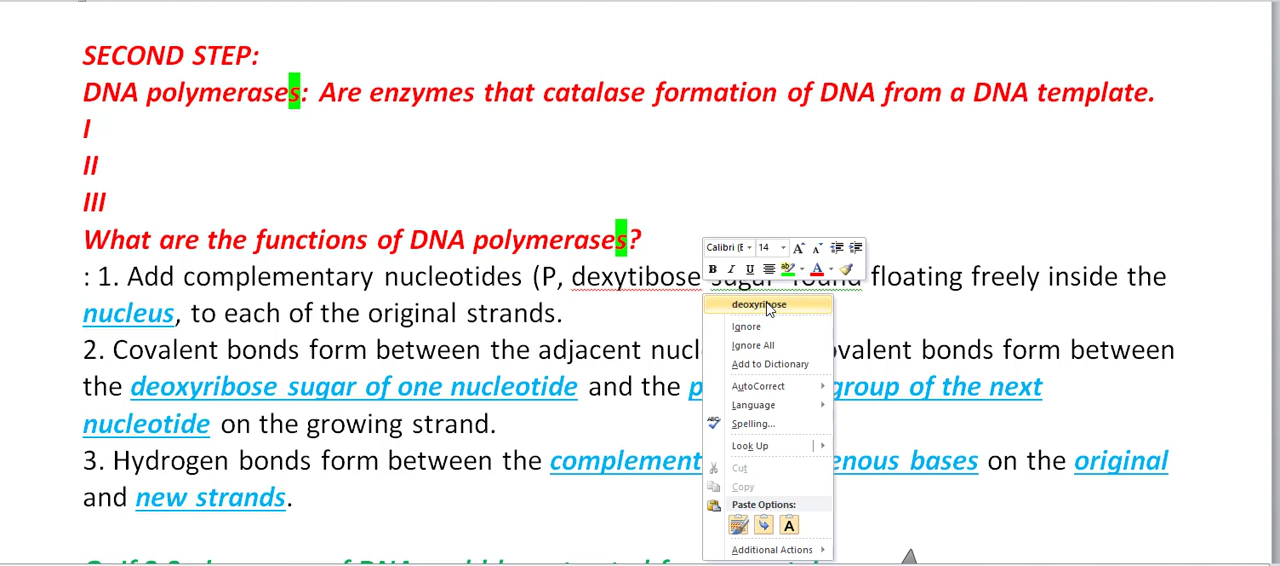 SECOND STEP:
DNA polymerases: Are enzymes that catalase formation of DNA from a DNA template.
I
II
III
What are the functions of DNA polymerases?
Calibri (E 14
: 1. Add complementary nucleotides (P, dexytibose floating freely inside the
nucleus, to each of the original strands.
deoxyribose
Ignore
2. Covalent bonds form between the adjacent bonds form between
Ignore All
Add to Dictionary
the deoxyribose sugar of one nucleotide and the group of the next
AutoCorrect
Language
nucleotide on the growing strand.
Spelling...
Look Up
3. Hydrogen bonds form between the bases on the original
Cut
Copy
and new strands.
Paste Options:
A
Additional Actions